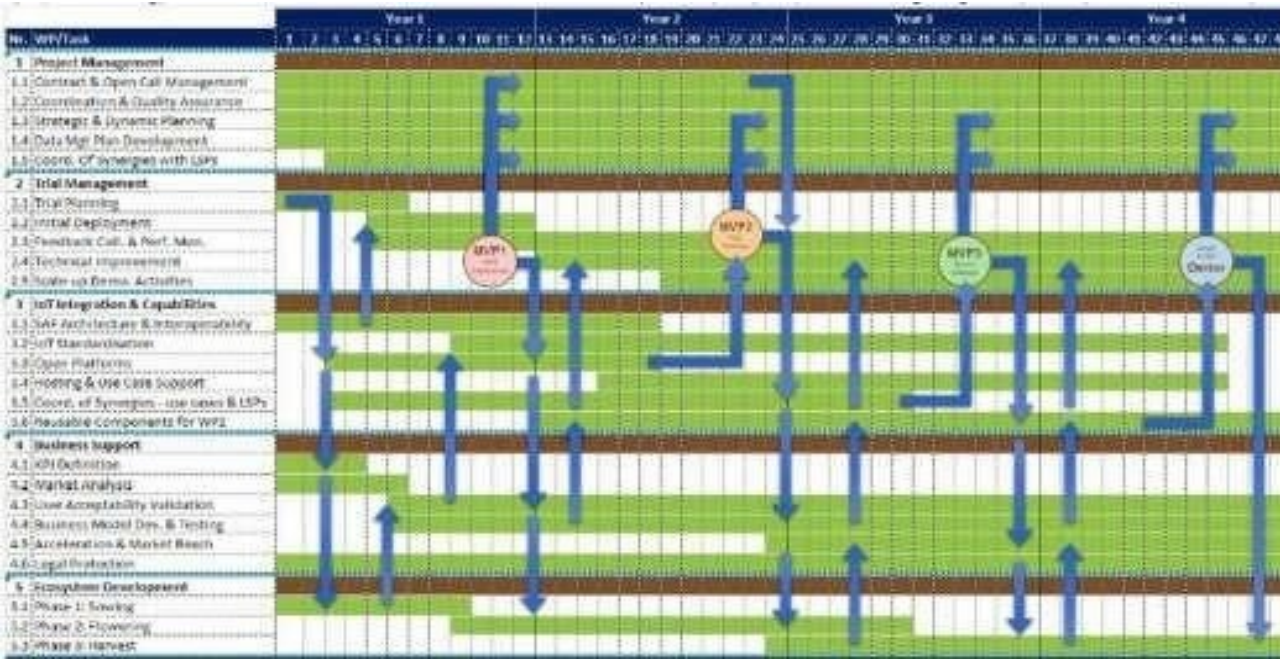 Year 1 Year 2 Year 3 Year 4
Nr. WP/Task 1 2 3 4 5 6 7 8 9 10 11 12 13 14 15 16 17 18 19 20 21 22 23 24 25 26 27 28 29 30 31 32 33 34 35 36 37 38 39 40 41 42 43 44 45 46 47
1 Project Management
1.1 Contract & Open Call Management
1.2 Coordination & Quality Assurance
1.3 Strategic & Dynamic Planning
1.4 Data Mgt Plan Development
1.5 Coord. Of Synergies with LSPs
2 Trial Management
2.1 Trial Planning
2.2 Initial Deployment
2.3 Feedback Coll. & Perf. Mon.
2.4 Technical Improvement
2.5 Scale-up Demo. Activities
MVP1
MVP2
MVP3
Demo
3 IoT Integration & Capabilities
3.1 SAF Architecture & Interoperability
3.2 IoT Standardisation
3.3 Open Platforms
3.4 Hosting & Use Case Support
3.5 Coord. of Synergies - use cases & LSPs
3.6 Reusable Components for WP2
4 Business Support
4.1 KPI Definition
4.2 Market Analysis
4.3 User Acceptability Validation
4.4 Business Model Dev. & Testing
4.5 Acceleration & Market Reach
4.6 Legal Protection
5 Ecosystem Development
5.1 Phase 1: Sowing
5.2 Phase 2: Flowering
5.3 Phase 3: Harvest